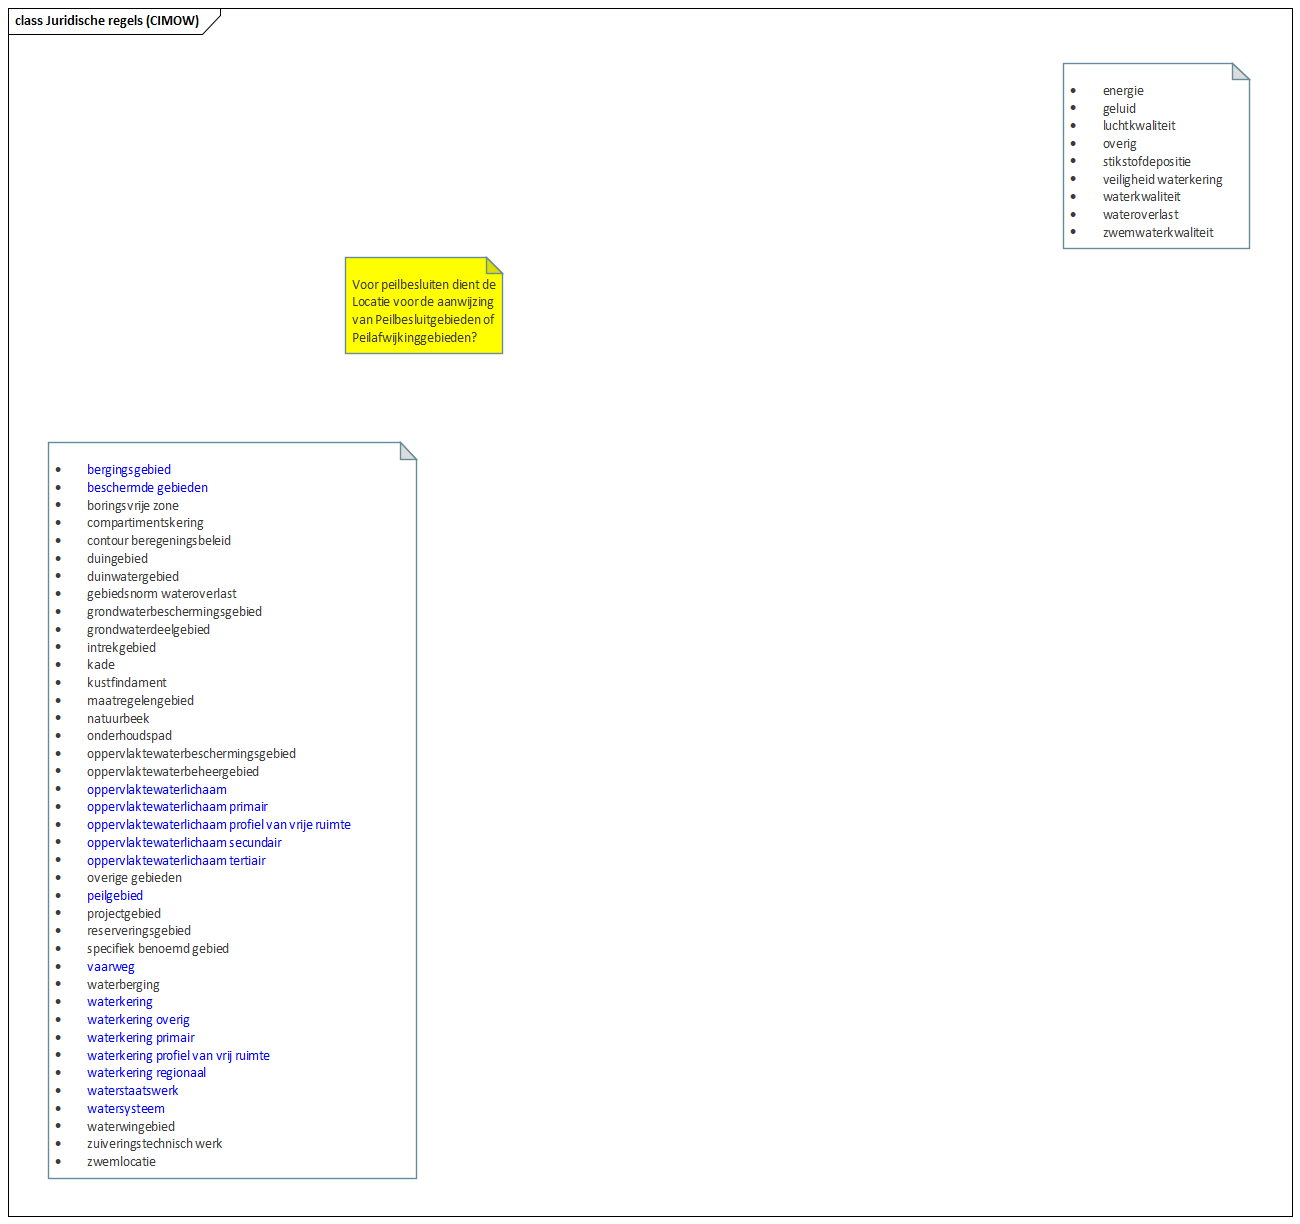 class Juridische regels (CIMOW)
• energie
• geluid
• luchtkwaliteit
• overig
• stikstofdepositie
• veiligheid waterkering
• waterkwaliteit
• wateroverlast
• zwemwaterkwaliteit
Voor peilbesluiten dient de
Locatie voor de aanwijzing
van Peilbesluitgebieden of
Peilafwijkinggebieden?
• bergingsgebied
• beschermde gebieden
• boringsvrije zone
• compartimentskering
• contour beregeningsbeleid
• duingebied
• duinwatergebied
• gebiedsnorm wateroverlast
• grondwaterbeschermingsgebied
• grondwaterdeelgebied
• intrekgebied
• kade
• kustfindament
• maatregelengebied
• natuurbeek
• onderhoudspad
• oppervlaktewaterbeschermingsgebied
• oppervlaktewaterbeheergebied
• oppervlaktewaterlichaam
• oppervlaktewaterlichaam primair
• oppervlaktewaterlichaam profiel van vrije ruimte
• oppervlaktewaterlichaam secundair
• oppervlaktewaterlichaam tertiair
• overige gebieden
• peilgebied
• projectgebied
• reserveringsgebied
• specifiek benoemd gebied
• vaarweg
• waterberging
• waterkering
• waterkering overig
• waterkering primair
• waterkering profiel van vrij ruimte
• waterkering regionaal
• waterstaatswerk
• watersysteem
• waterwingebied
• zuiveringstechnisch werk
• zwemlocatie